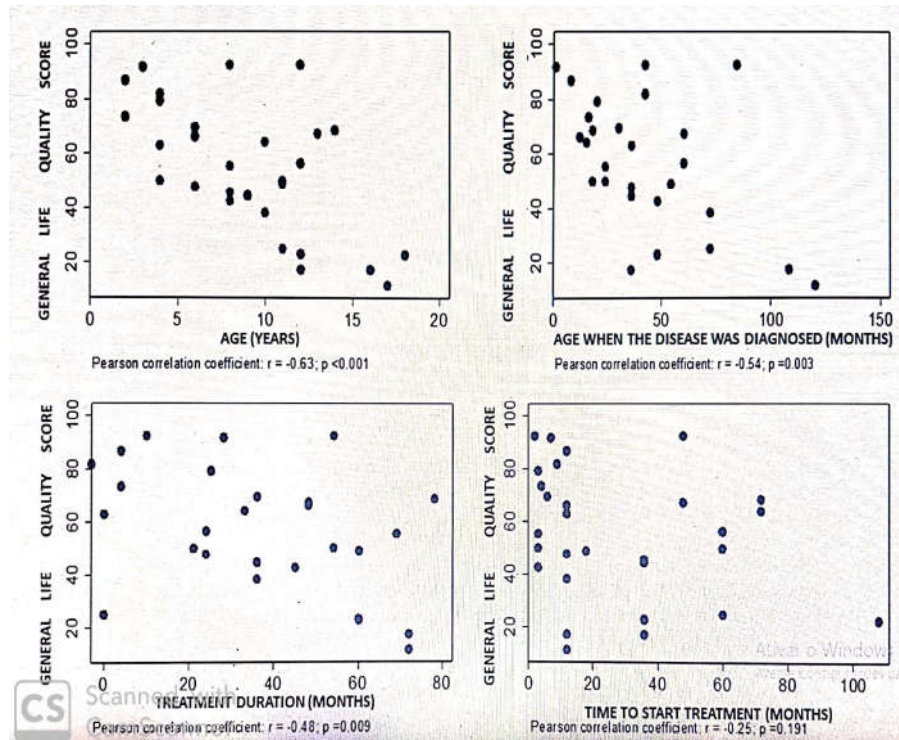 GENERAL LIFE QUALITY SCORE
100
80
60
40
20
0 5 10 15 20
AGE (YEARS)
Pearson correlation coefficient: r = -0.63; p <0.001
GENERAL LIFE QUALITY SCORE
100
80
60
40
20
0 50 100 150
AGE WHEN THE DISEASE WAS DIAGNOSED (MONTHS)
Pearson correlation coefficient: r = -0.54; p =0.003
GENERAL LIFE QUALITY SCORE
100
80
60
40
20
0 20 40 60 80
TREATMENT DURATION (MONTHS)
Pearson correlation coefficient: r = -0.48; p =0.009
GENERAL LIFE QUALITY SCORE
100
80
60
40
20
0 20 40 60 80 100
TIME TO START TREATMENT (MONTHS)
Pearson correlation coefficient: r = -0.25; p =0.191
Ativar o Windows
CS Scanned with